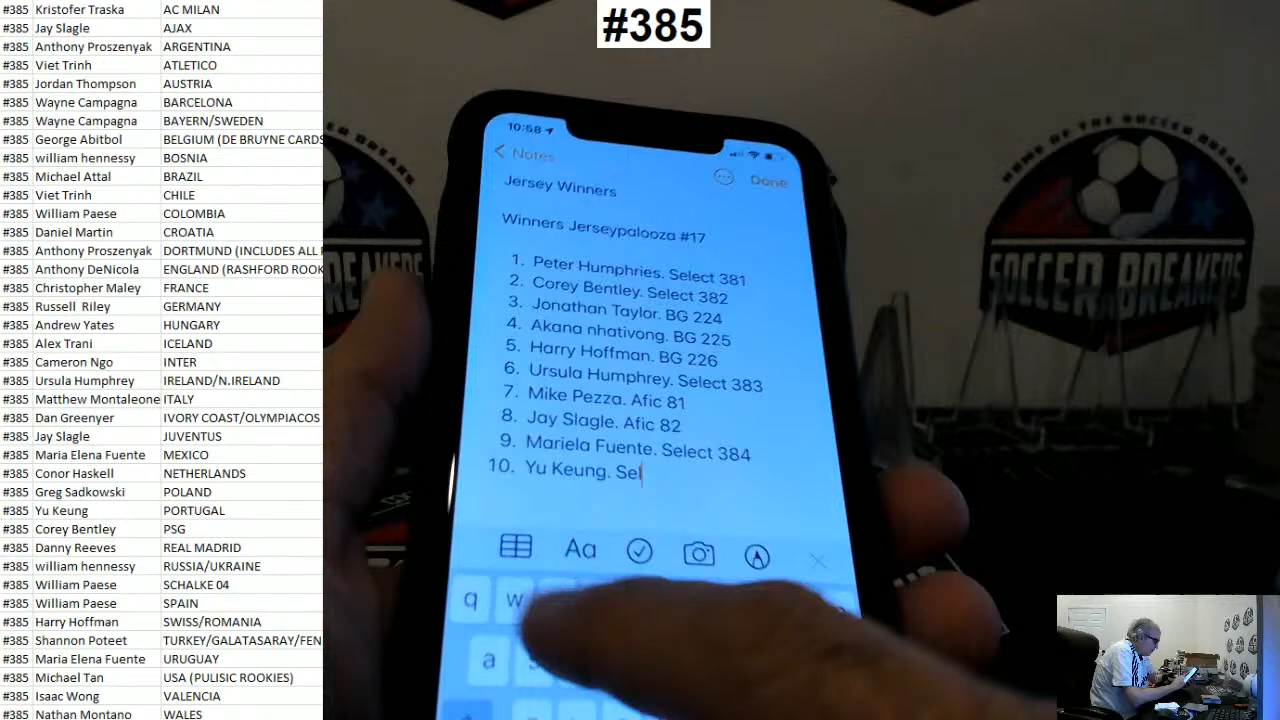 #385 Kristofer Traska AC MILAN
#385 Jay Slagle AJAX
#385 Anthony Proszenyak ARGENTINA
#385 Viet Trinh ATLETICO
#385 Jordan Thompson AUSTRIA
#385 Wayne Campagna BARCELONA
#385 Wayne Campagna BAYERN/SWEDEN
#385 George Abitbol BELGIUM (DE BRUYNE CARDS
#385 william hennessy BOSNIA
#385 Michael Attal BRAZIL
#385 Viet Trinh CHILE
#385 William Paese COLOMBIA
#385 Daniel Martin CROATIA
#385 Anthony Proszenyak DORTMUND (INCLUDES ALL
#385 Anthony DeNicola ENGLAND (RASHFORD ROOK
#385 Christopher Maley FRANCE
#385 Russell Riley GERMANY
#385 Andrew Yates HUNGARY
#385 Alex Trani ICELAND
#385 Cameron Ngo INTER
#385 Ursula Humphrey IRELAND/N.IRELAND
#385 Matthew Montaleone ITALY
#385 Dan Greenyer IVORY COAST/OLYMPIACOS
#385 Jay Slagle JUVENTUS
#385 Maria Elena Fuente MEXICO
#385 Conor Haskell NETHERLANDS
#385 Greg Sadkowski POLAND
#385 Yu Keung PORTUGAL
#385 Corey Bentley PSG
#385 Danny Reeves REAL MADRID
#385 william hennessy RUSSIA/UKRAINE
#385 William Paese SCHALKE 04
#385 William Paese SPAIN
#385 Harry Hoffman SWISS/ROMANIA
#385 Shannon Poteet TURKEY/GALATASARAY/FEN
#385 Maria Elena Fuente URUGUAY
#385 Michael Tan USA (PULISIC ROOKIES)
#385 Isaac Wong VALENCIA
#385 Nathan Montano WALES
#385
10:58
Notes
Done
Jersey Winners
Winners Jerseypalooza #17
1. Peter Humphries. Select 381
2. Corey Bentley. Select 382
3. Jonathan Taylor. BG 224
4. Akana nhativong. BG 225
5. Harry Hoffman. BG 226
6. Ursula Humphrey. Select 383
7. Mike Pezza. Afic 81
8. Jay Slagle. Afic 82
9. Mariela Fuente. Select 384
10. Yu Keung. Sel
Aa
q w
a
HOME OF THE SOCCER BREAKS
SOCCER BREAKERS